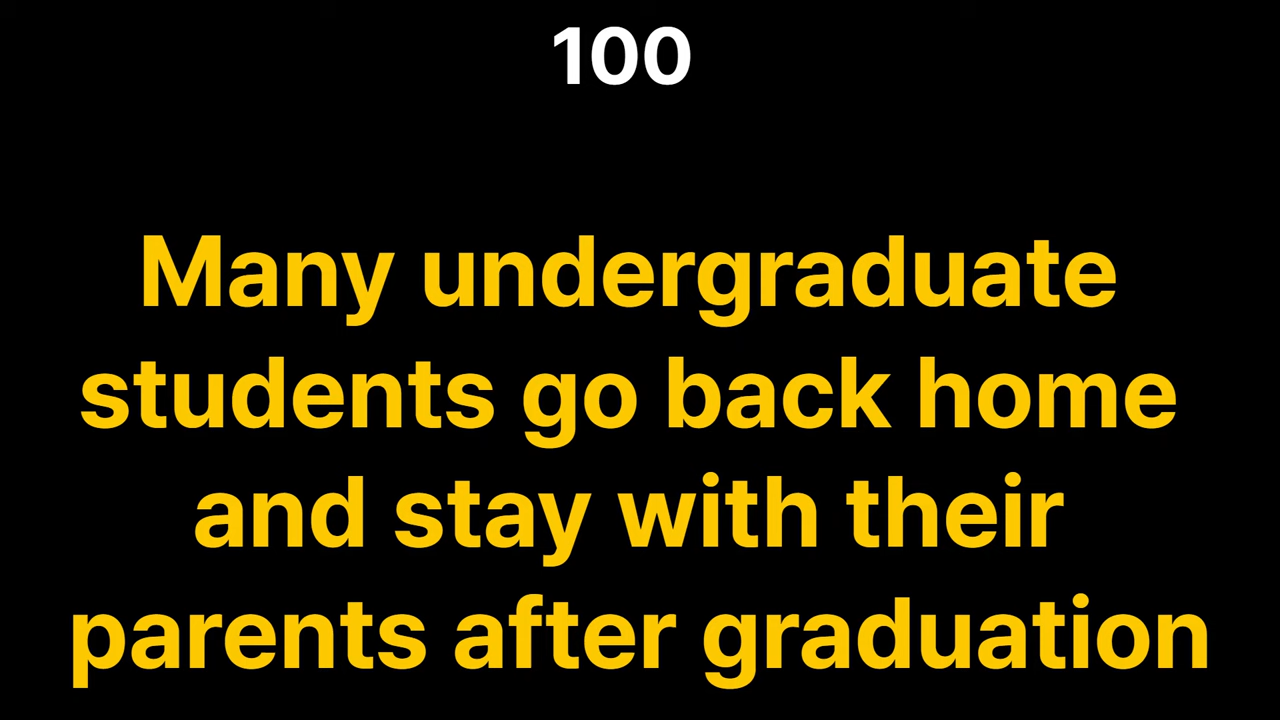 100
Many undergraduate
students go back home
and stay with their
parents after graduation